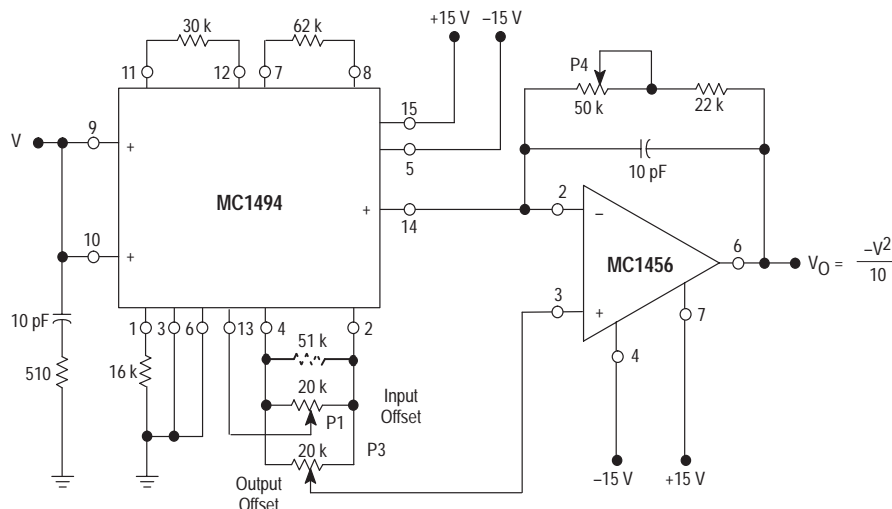 30 k
62 k
+15 V
−15 V
11
12
7
8
P4
50 k
22 k
15
5
V
9
+
10 pF
MC1494
2
−
+
14
10
+
MC1456
6
VO = −V2
10
3
+
7
10 pF
1
3
6
13
4
2
4
51 k
510
16 k
20 k
Input
Offset
P1
P3
20 k
Output
Offset
−15 V
+15 V